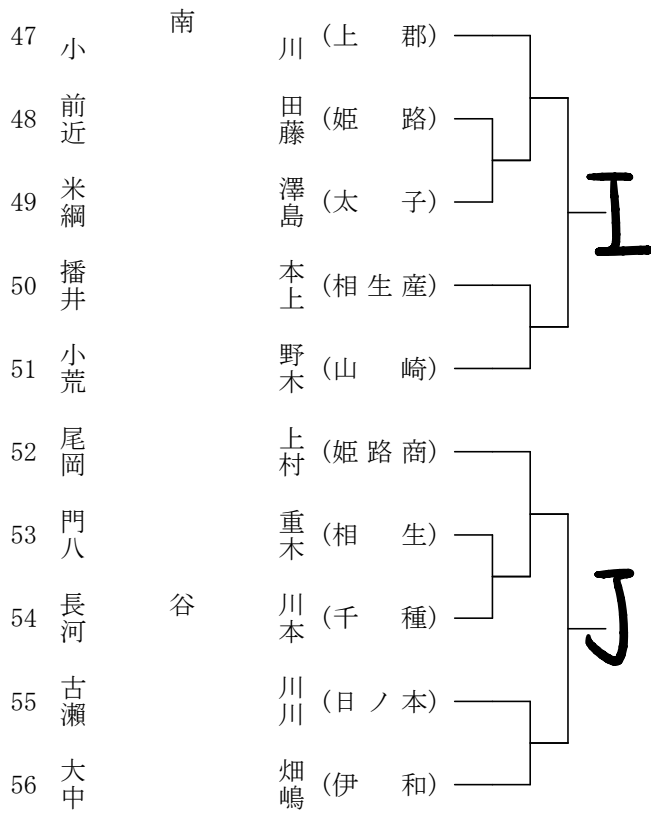 47 南 (上郡)
小川
48 前田 (姫路)
近藤
49 米澤 (太子)
綱島
50 播本 (相生産)
井上
51 小野 (山崎)
荒木
I
52 尾上 (姫路商)
岡村
53 門重 (相生)
八木
54 長谷川 (千種)
河本
55 古川 (日ノ本)
瀬川
56 大畑 (伊和)
中嶋
J